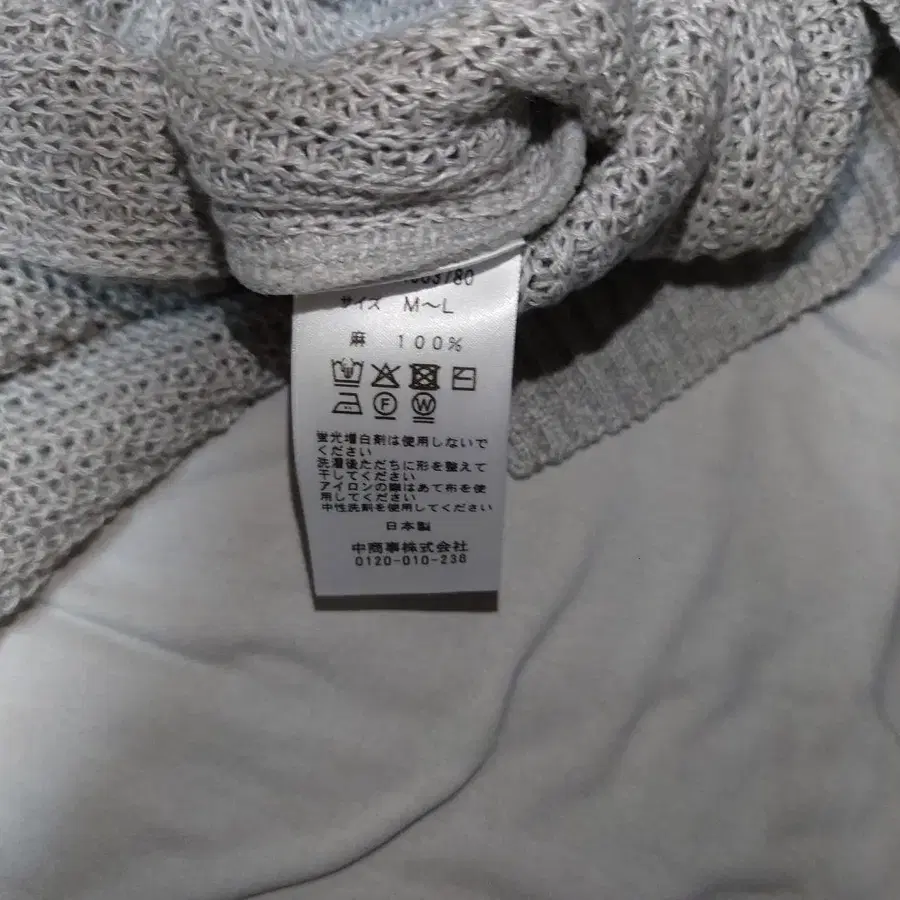 サイズ M～L
麻 100%
F W
蛍光増白剤は使用しないで
ください
洗濯後ただちに形を整えて
干してください
アイロンの際はあて布を使
用してください
中性洗剤を使用してください
日本製
中商事株式会社
0120-010-238